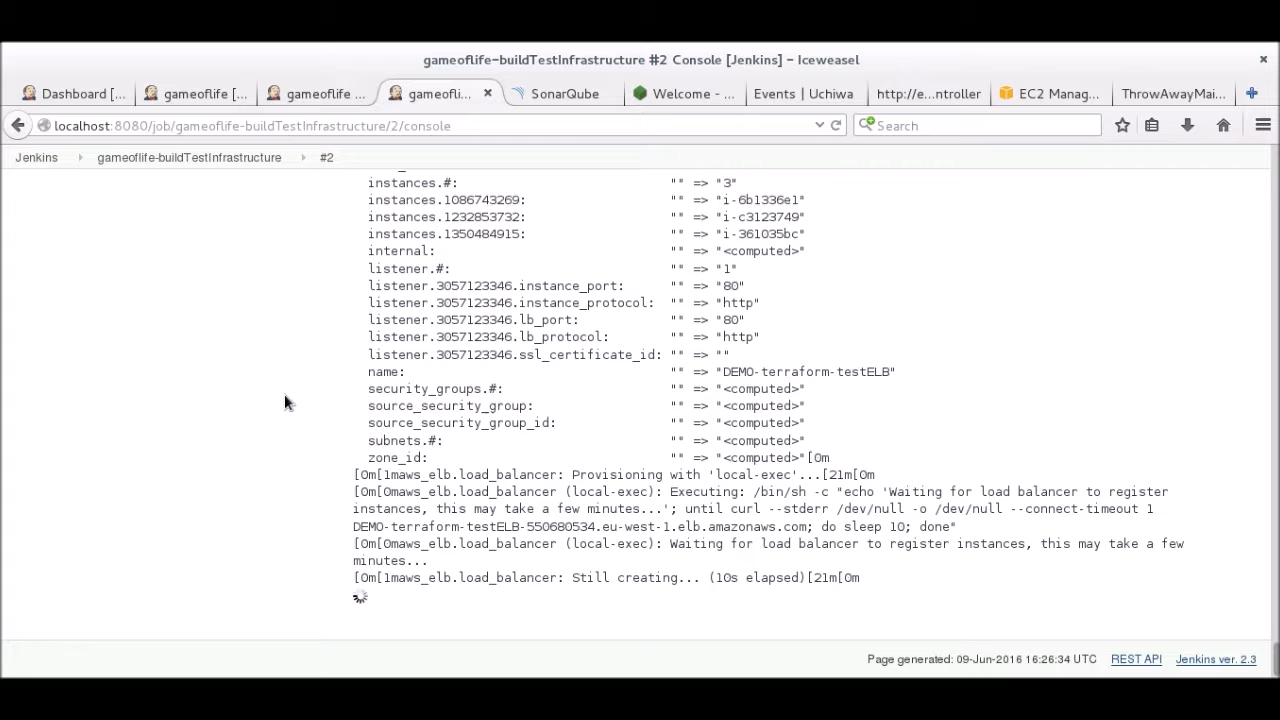 gameoflife-buildTestInfrastructure #2 Console [Jenkins] - Iceweasel
Dashboard [... gameoflife [... gameoflife ... gameofli... SonarQube Welcome - ... Events | Uchiwa http://e...ntroller EC2 Manag... ThrowAwayMai...
localhost:8080/job/gameoflife-buildTestInfrastructure/2/console Search
Jenkins gameoflife-buildTestInfrastructure #2
instances.#: "" => "3"
instances.1086743269: "" => "i-6b1336e1"
instances.1232853732: "" => "i-c3123749"
instances.1350484915: "" => "i-361035bc"
internal: "" => "<computed>"
listener.#: "" => "1"
listener.3057123346.instance_port: "" => "80"
listener.3057123346.instance_protocol: "" => "http"
listener.3057123346.lb_port: "" => "80"
listener.3057123346.lb_protocol: "" => "http"
listener.3057123346.ssl_certificate_id: "" => ""
name: "" => "DEMO-terraform-testELB"
security_groups.#: "" => "<computed>"
source_security_group: "" => "<computed>"
source_security_group_id: "" => "<computed>"
subnets.#: "" => "<computed>"
zone_id: "" => "<computed>"[0m
[0m[1maws_elb.load_balancer: Provisioning with 'local-exec'...[21m[0m
[0m[0maws_elb.load_balancer (local-exec): Executing: /bin/sh -c "echo 'Waiting for load balancer to register
instances, this may take a few minutes...'; until curl --stderr /dev/null -o /dev/null --connect-timeout 1
DEMO-terraform-testELB-550680534.eu-west-1.elb.amazonaws.com; do sleep 10; done"
[0m[0maws_elb.load_balancer (local-exec): Waiting for load balancer to register instances, this may take a few
minutes...
[0m[1maws_elb.load_balancer: Still creating... (10s elapsed)[21m[0m
Page generated: 09-Jun-2016 16:26:34 UTC REST API Jenkins ver. 2.3